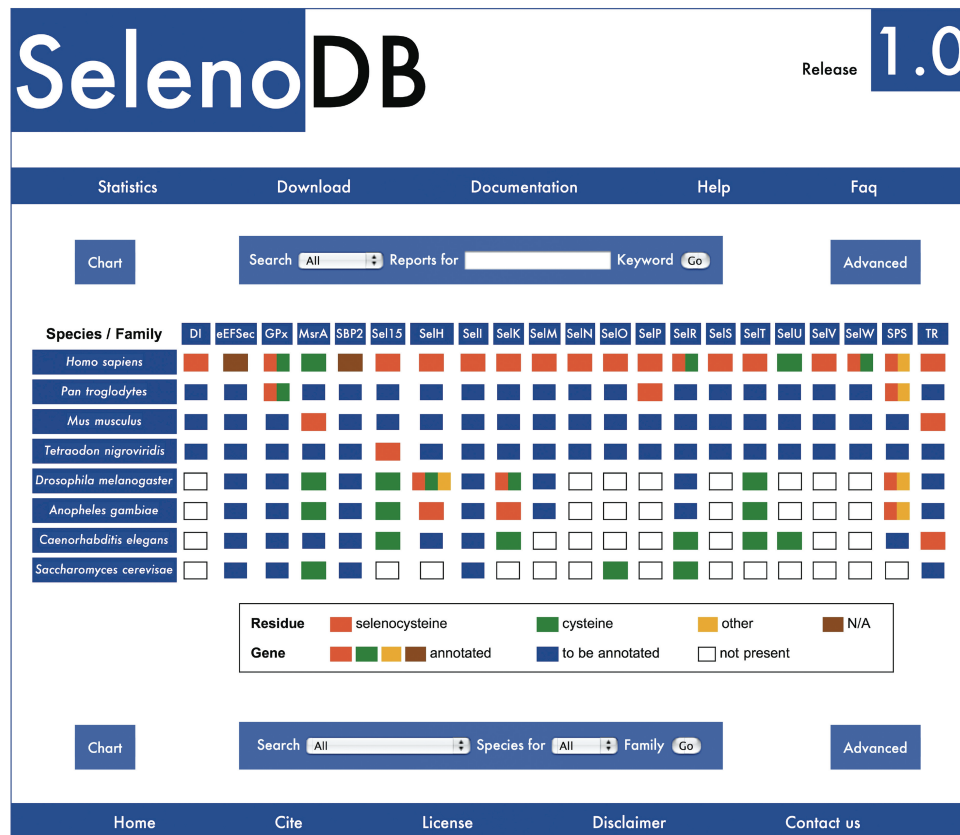 SelenoDB
Release 1.0
Statistics Download Documentation Help Faq
Chart Search All Reports for Keyword Go Advanced
Species / Family DI eEFSec GPx MsrA SBP2 Sel15 SelH SelI SelK SelM SelN SelO SelP SelR SelS SelT SelU SelV SelW SPS TR
Homo sapiens
Pan troglodytes
Mus musculus
Tetraodon nigroviridis
Drosophila melanogaster
Anopheles gambiae
Caenorhabditis elegans
Saccharomyces cerevisae
Residue selenocysteine cysteine other N/A
Gene annotated to be annotated not present
Chart Search All Species for All Family Go Advanced
Home Cite License Disclaimer Contact us